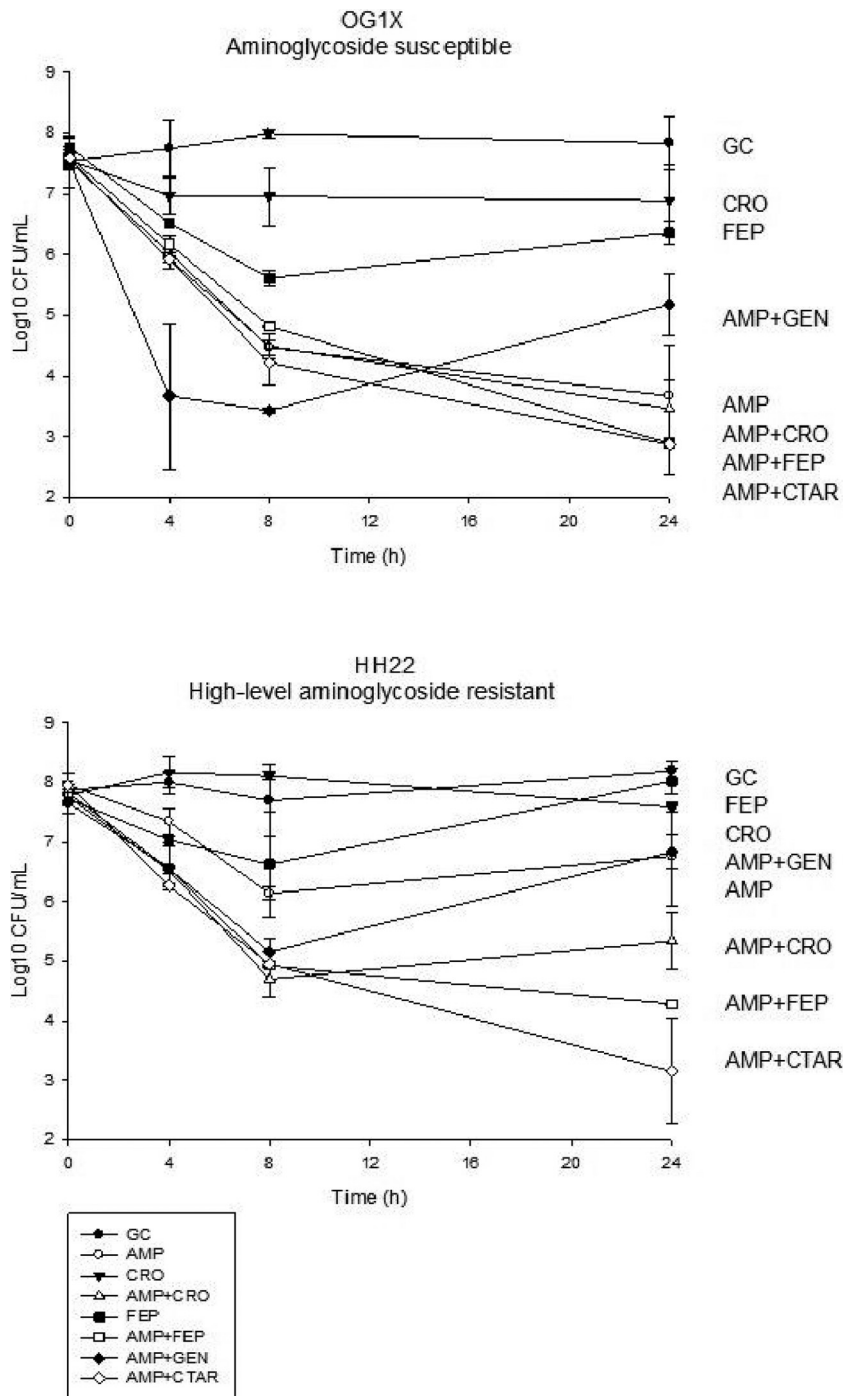 OG1X
Aminoglycoside susceptible
9
8
7
6
5
4
3
2
Log10 CFU/mL
0
4
8
12
16
20
24
Time (h)
GC
CRO
FEP
AMP+GEN
AMP
AMP+CRO
AMP+FEP
AMP+CTAR
HH22
High-level aminoglycoside resistant
9
8
7
6
5
4
3
2
Log10 CFU/mL
0
4
8
12
16
20
24
Time (h)
GC
FEP
CRO
AMP+GEN
AMP
AMP+CRO
AMP+FEP
AMP+CTAR
GC
AMP
CRO
AMP+CRO
FEP
AMP+FEP
AMP+GEN
AMP+CTAR